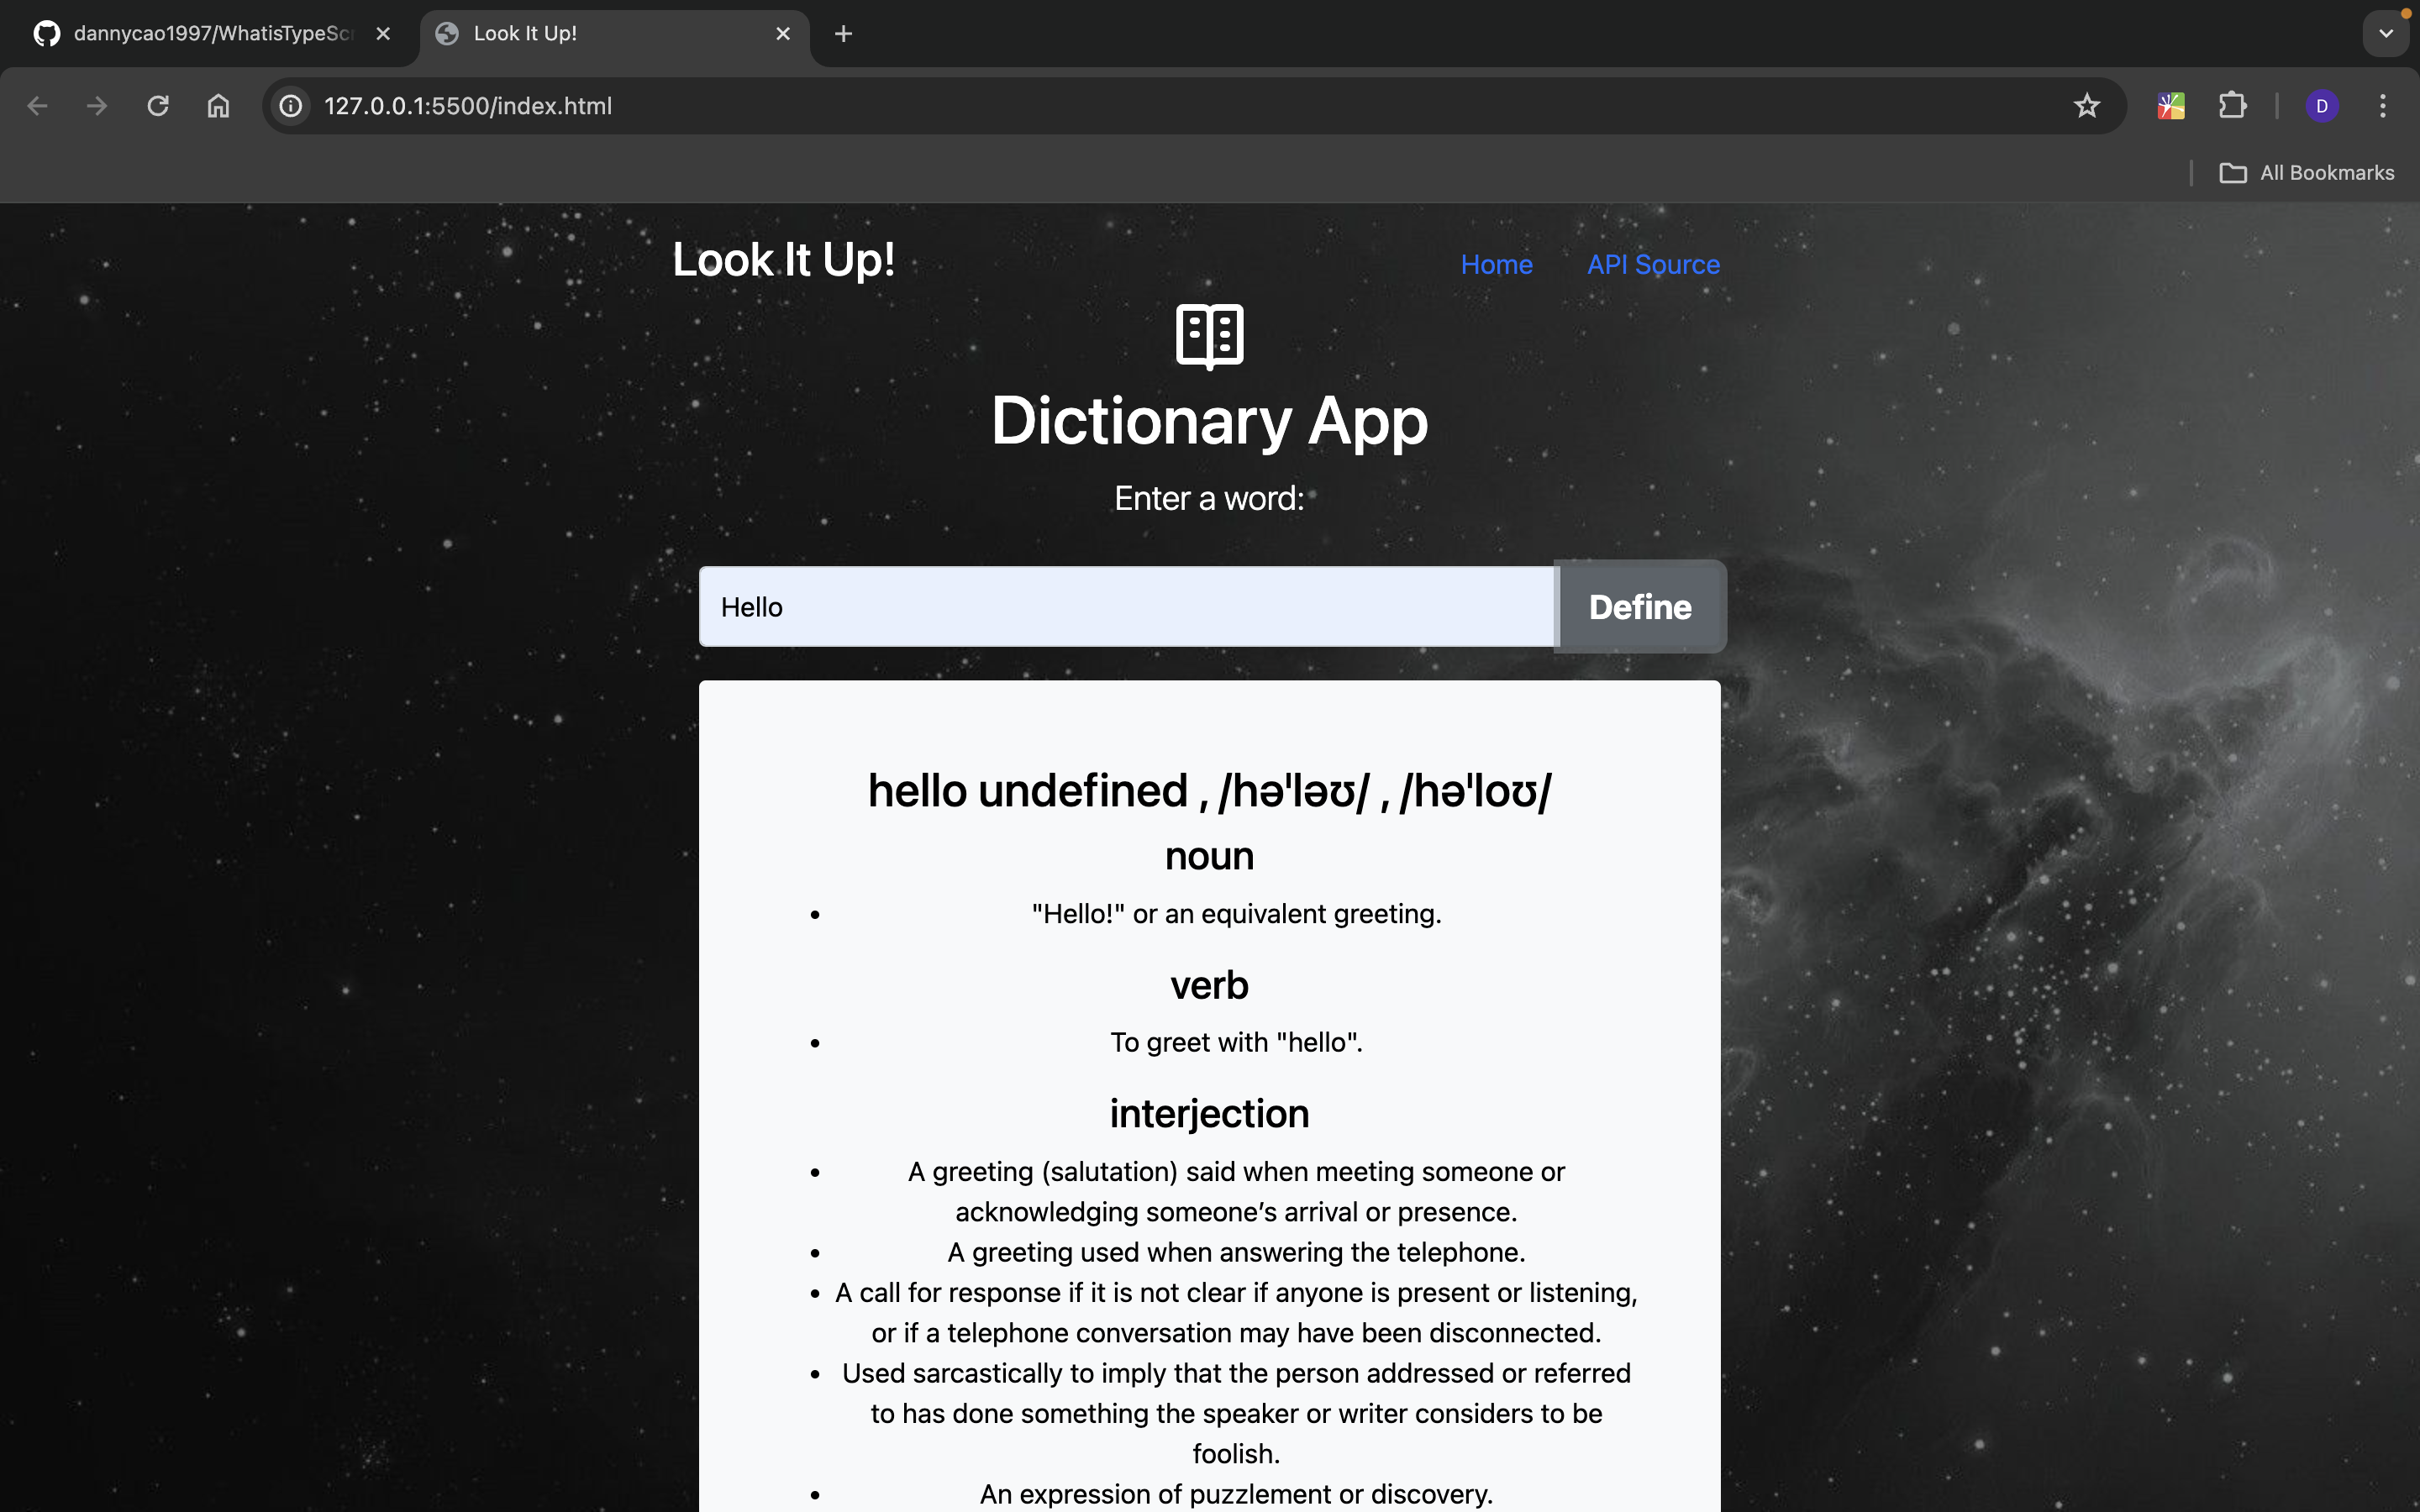 dannycao1997/WhatisTypeScr
Look It Up!
127.0.0.1:5500/index.html
D
All Bookmarks
Look It Up!
Home
API Source
Dictionary App
Enter a word:
Hello
Define
hello undefined , /həˈləʊ/ , /həˈloʊ/
noun
• "Hello!" or an equivalent greeting.
verb
• To greet with "hello".
interjection
• A greeting (salutation) said when meeting someone or
acknowledging someone’s arrival or presence.
• A greeting used when answering the telephone.
• A call for response if it is not clear if anyone is present or listening,
or if a telephone conversation may have been disconnected.
• Used sarcastically to imply that the person addressed or referred
to has done something the speaker or writer considers to be
foolish.
• An expression of puzzlement or discovery.